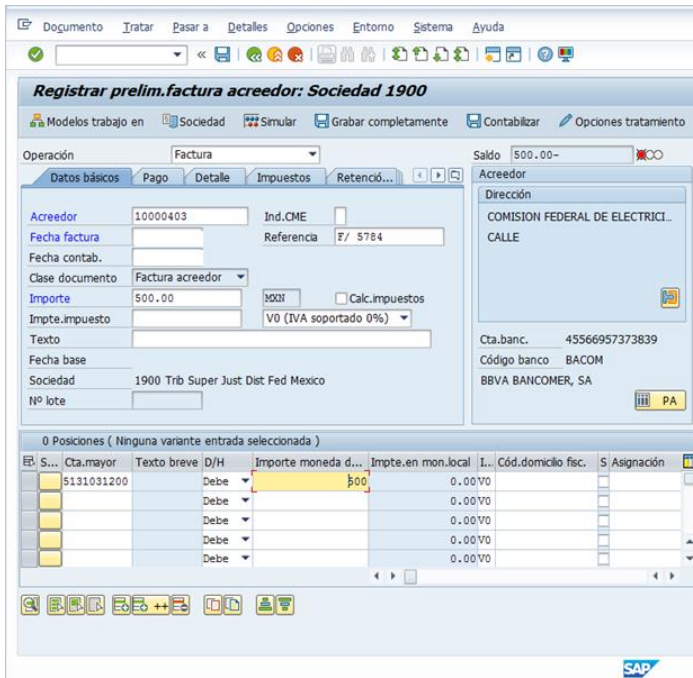 Documento Tratar Pasar a Detalles Opciones Entorno Sistema Ayuda
Registrar prelim.factura acreedor: Sociedad 1900
Modelos trabajo en Sociedad Simular Grabar completamente Contabilizar Opciones tratamiento
Operación Factura Saldo 500.00-
Datos básicos Pago Detalle Impuestos Retenció... Acreedor
Dirección
Acreedor 10000403 Ind.CME COMISION FEDERAL DE ELECTRICI...
Fecha factura Referencia F/ 5784 CALLE
Fecha contab.
Clase documento Factura acreedor
Importe 500.00 MXN Calc.impuestos
Impte.impuesto V0 (IVA soportado 0%)
Texto Cta.banc. 45566957373839
Fecha base Código banco BACOM
Sociedad 1900 Trib Super Just Dist Fed Mexico BBVA BANCOMER, SA
Nº lote PA
0 Posiciones ( Ninguna variante entrada seleccionada )
S... Cta.mayor Texto breve D/H Importe moneda d... Impte.en mon.local I... Cód.domicilio fisc. S Asignación
5131031200 Debe 500 0.00 V0
Debe 0.00 V0
Debe 0.00 V0
Debe 0.00 V0
Debe 0.00 V0
SAP